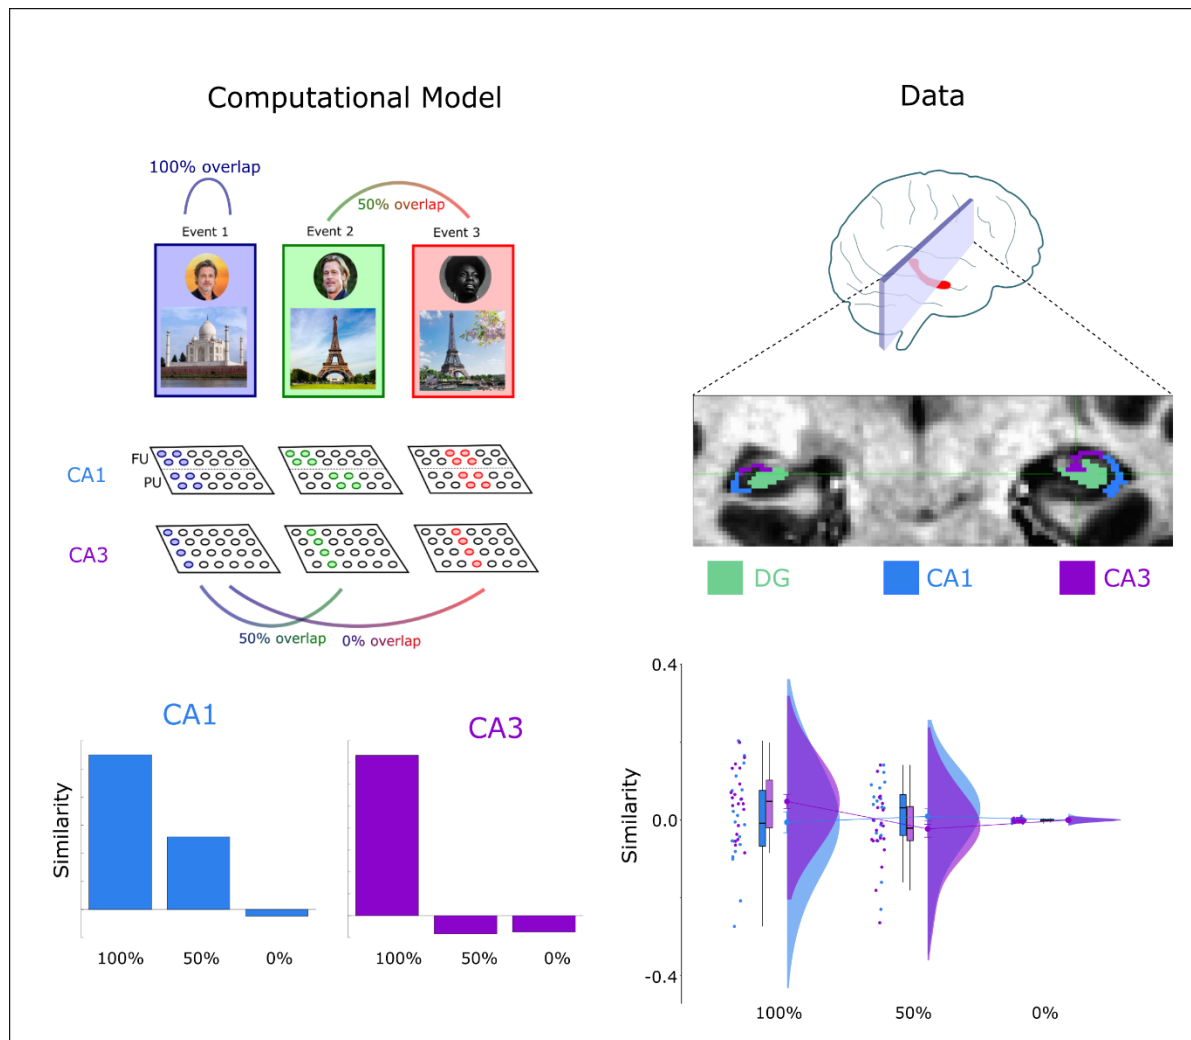 Computational Model
100% overlap
50% overlap
Event 1
Event 2
Event 3
FU
PU
CA1
CA3
50% overlap
0% overlap
CA1
CA3
Similarity
100%
50%
0%
100%
50%
0%
Data
DG
CA1
CA3
0.4
0.0
-0.4
Similarity
100%
50%
0%